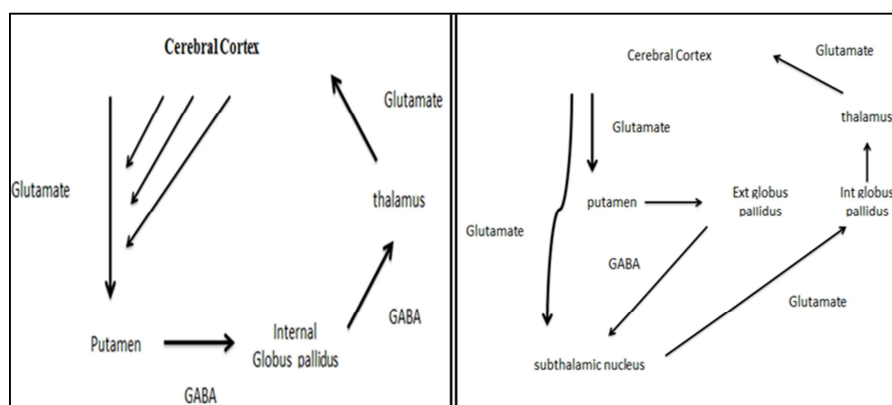 Cerebral Cortex
Glutamate
Glutamate
thalamus
GABA
Putamen
Internal
Globus pallidus
GABA
Glutamate
Cerebral Cortex
thalamus
Glutamate
putamen
Ext globus
pallidus
Int globus
pallidus
Glutamate
GABA
Glutamate
subthalamic nucleus